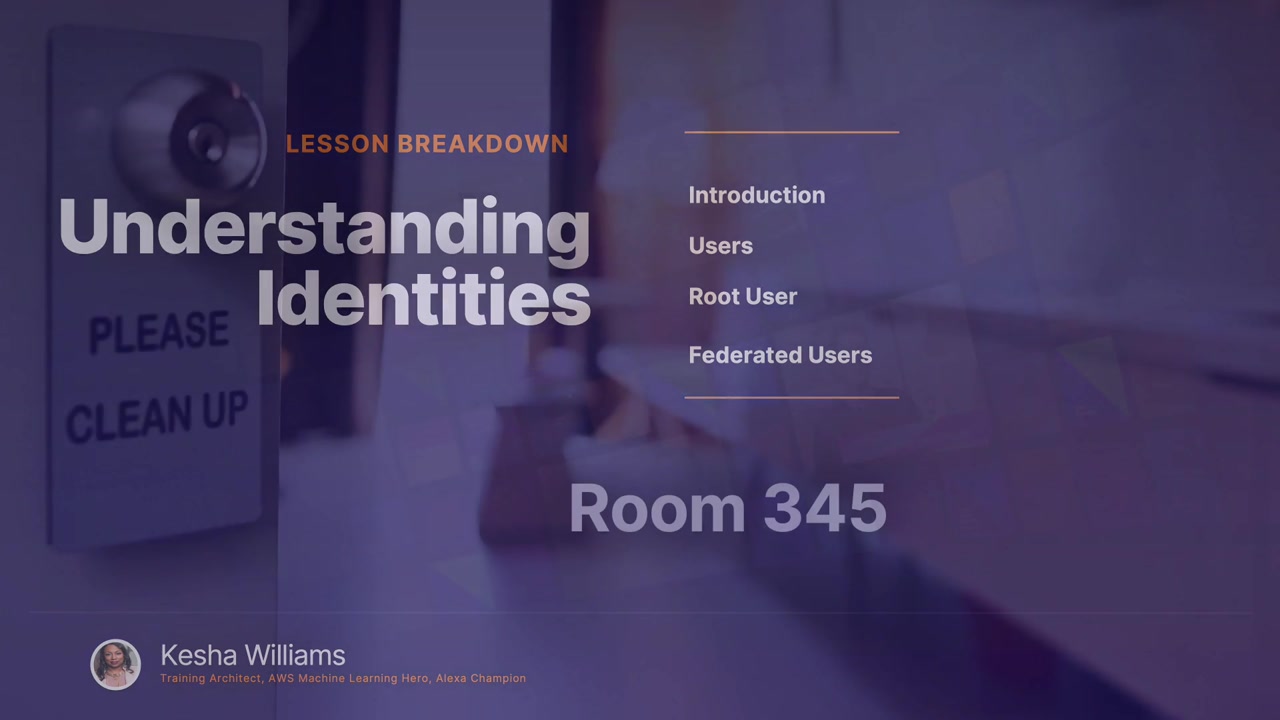 LESSON BREAKDOWN
Understanding
Identities
Introduction
Users
Root User
Federated Users
PLEASE
CLEAN UP
Room 345
Kesha Williams
Training Architect, AWS Machine Learning Hero, Alexa Champion